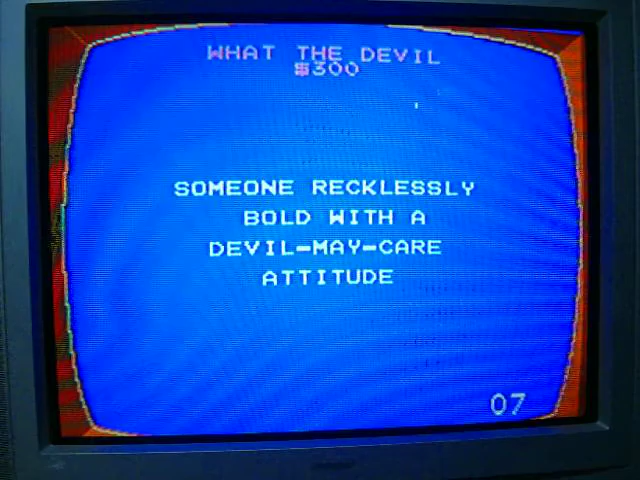 WHAT THE DEVIL
$300
SOMEONE RECKLESSLY
BOLD WITH A
DEVIL-MAY-CARE
ATTITUDE
07